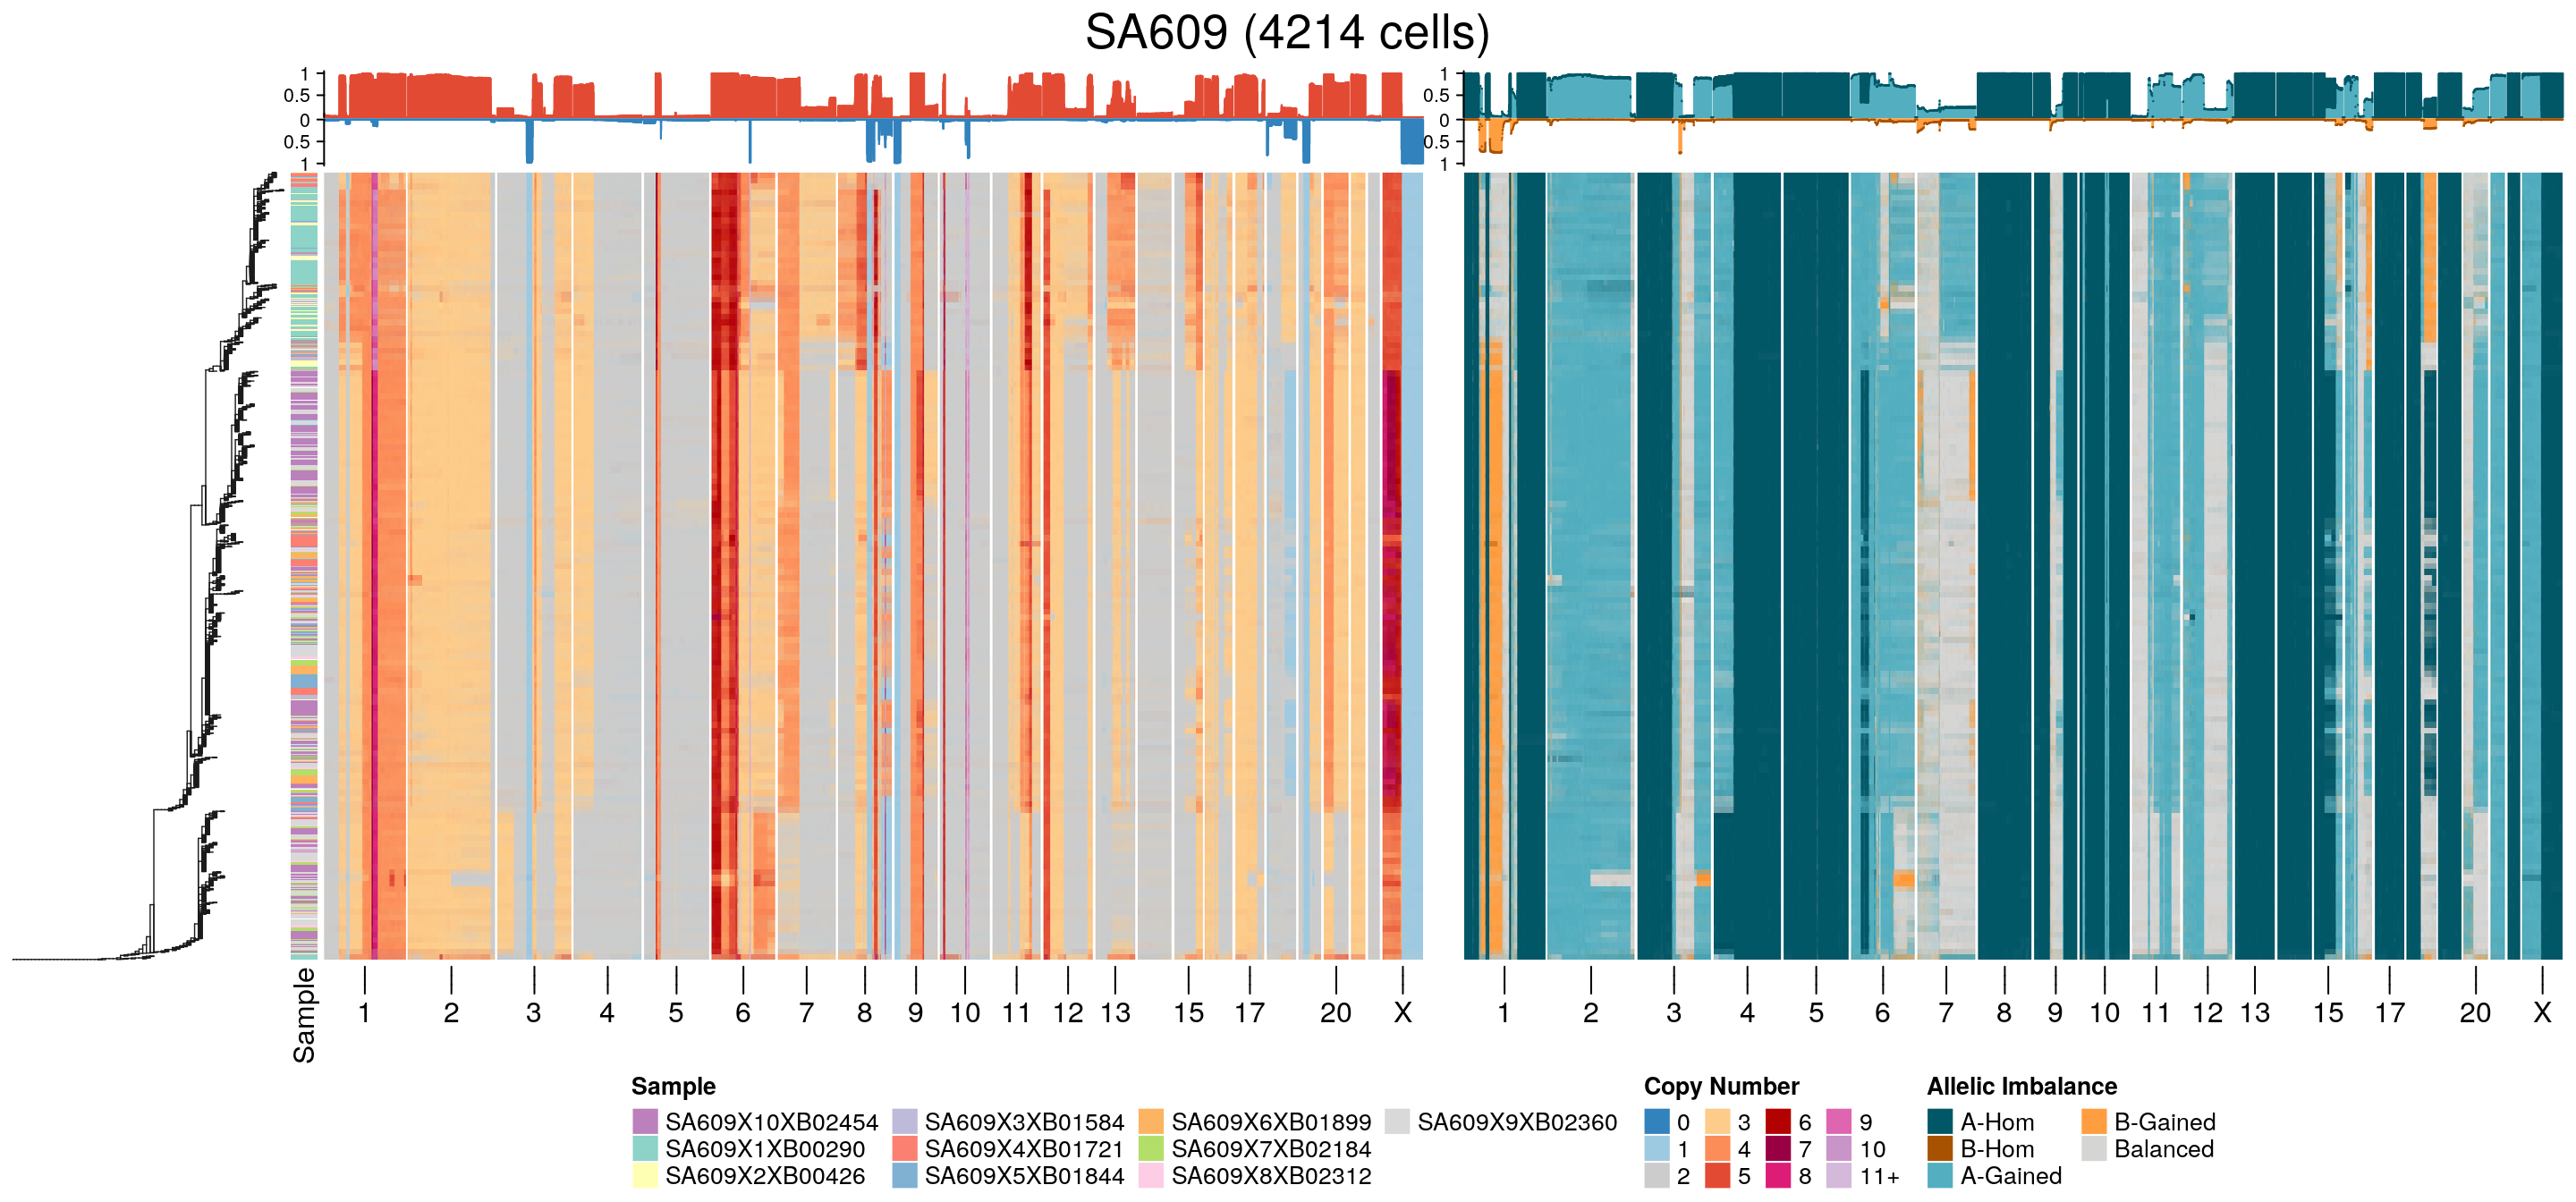 SA609 (4214 cells)
1 1
0.5 0.5
0 0
0.5 0.5
1 1
Sample
1 2 3 4 5 6 7 8 9 10 11 12 13 15 17 20 X
1 2 3 4 5 6 7 8 9 10 11 12 13 15 17 20 X
Sample
SA609X10XB02454
SA609X1XB00290
SA609X2XB00426
SA609X3XB01584
SA609X4XB01721
SA609X5XB01844
SA609X6XB01899
SA609X7XB02184
SA609X8XB02312
SA609X9XB02360
Copy Number
0
1
2
3
4
5
6
7
8
9
10
11+
Allelic Imbalance
A-Hom
B-Hom
A-Gained
B-Gained
Balanced